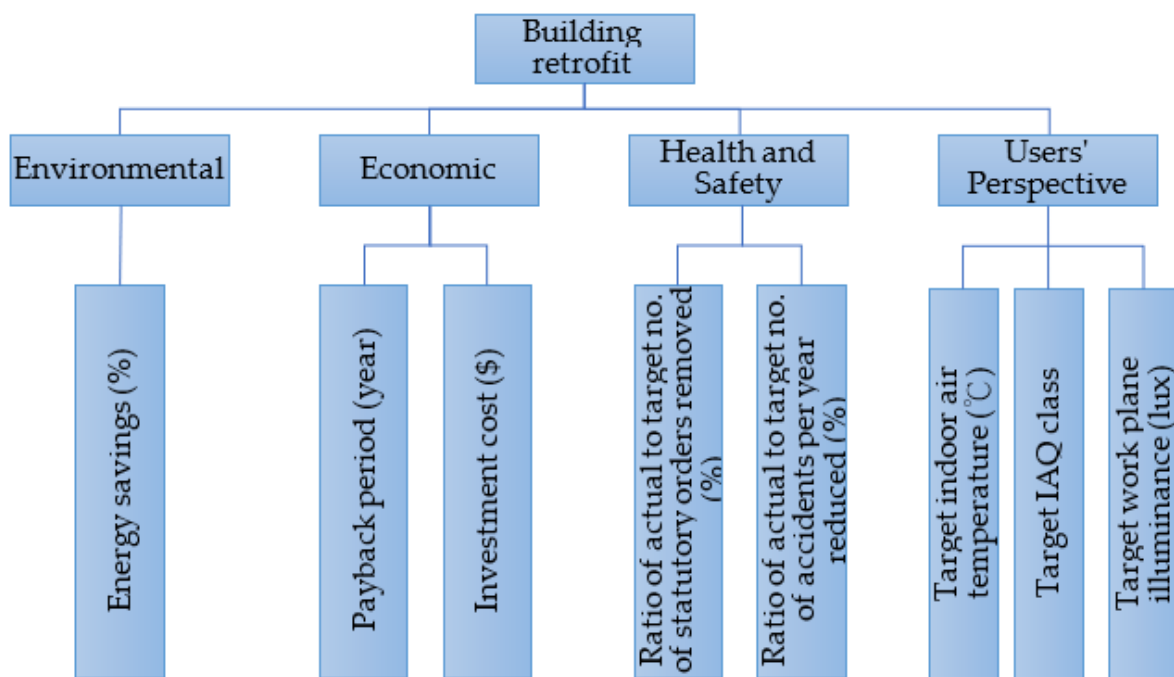 Building
retrofit
Environmental
Economic
Health and
Safety
Users'
Perspective
Energy savings (%)
Payback period (year)
Investment cost ($)
Ratio of actual to target no.
of statutory orders removed
(%)
Ratio of actual to target no.
of accidents per year
reduced (%)
Target indoor air
temperature (℃)
Target IAQ class
Target work plane
illuminance (lux)